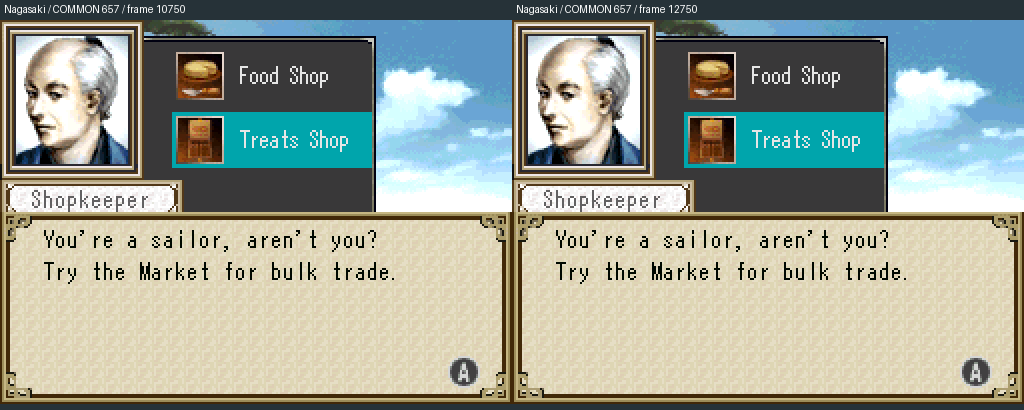 Nagasaki / COMMON 657 / frame 10750
Food Shop
Treats Shop
Shopkeeper
You're a sailor, aren't you?
Try the Market for bulk trade.
A
Nagasaki / COMMON 657 / frame 12750
Food Shop
Treats Shop
Shopkeeper
You're a sailor, aren't you?
Try the Market for bulk trade.
A